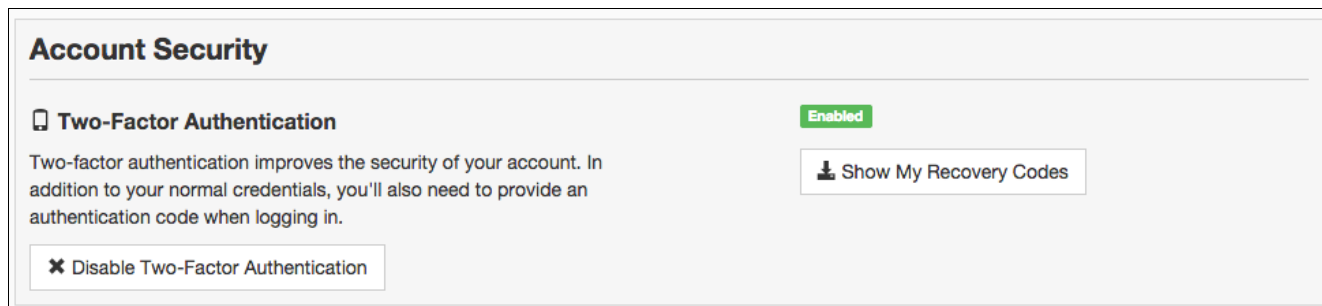 Account Security
Two-Factor Authentication
Two-factor authentication improves the security of your account. In
addition to your normal credentials, you'll also need to provide an
authentication code when logging in.
Disable Two-Factor Authentication
Enabled
Show My Recovery Codes